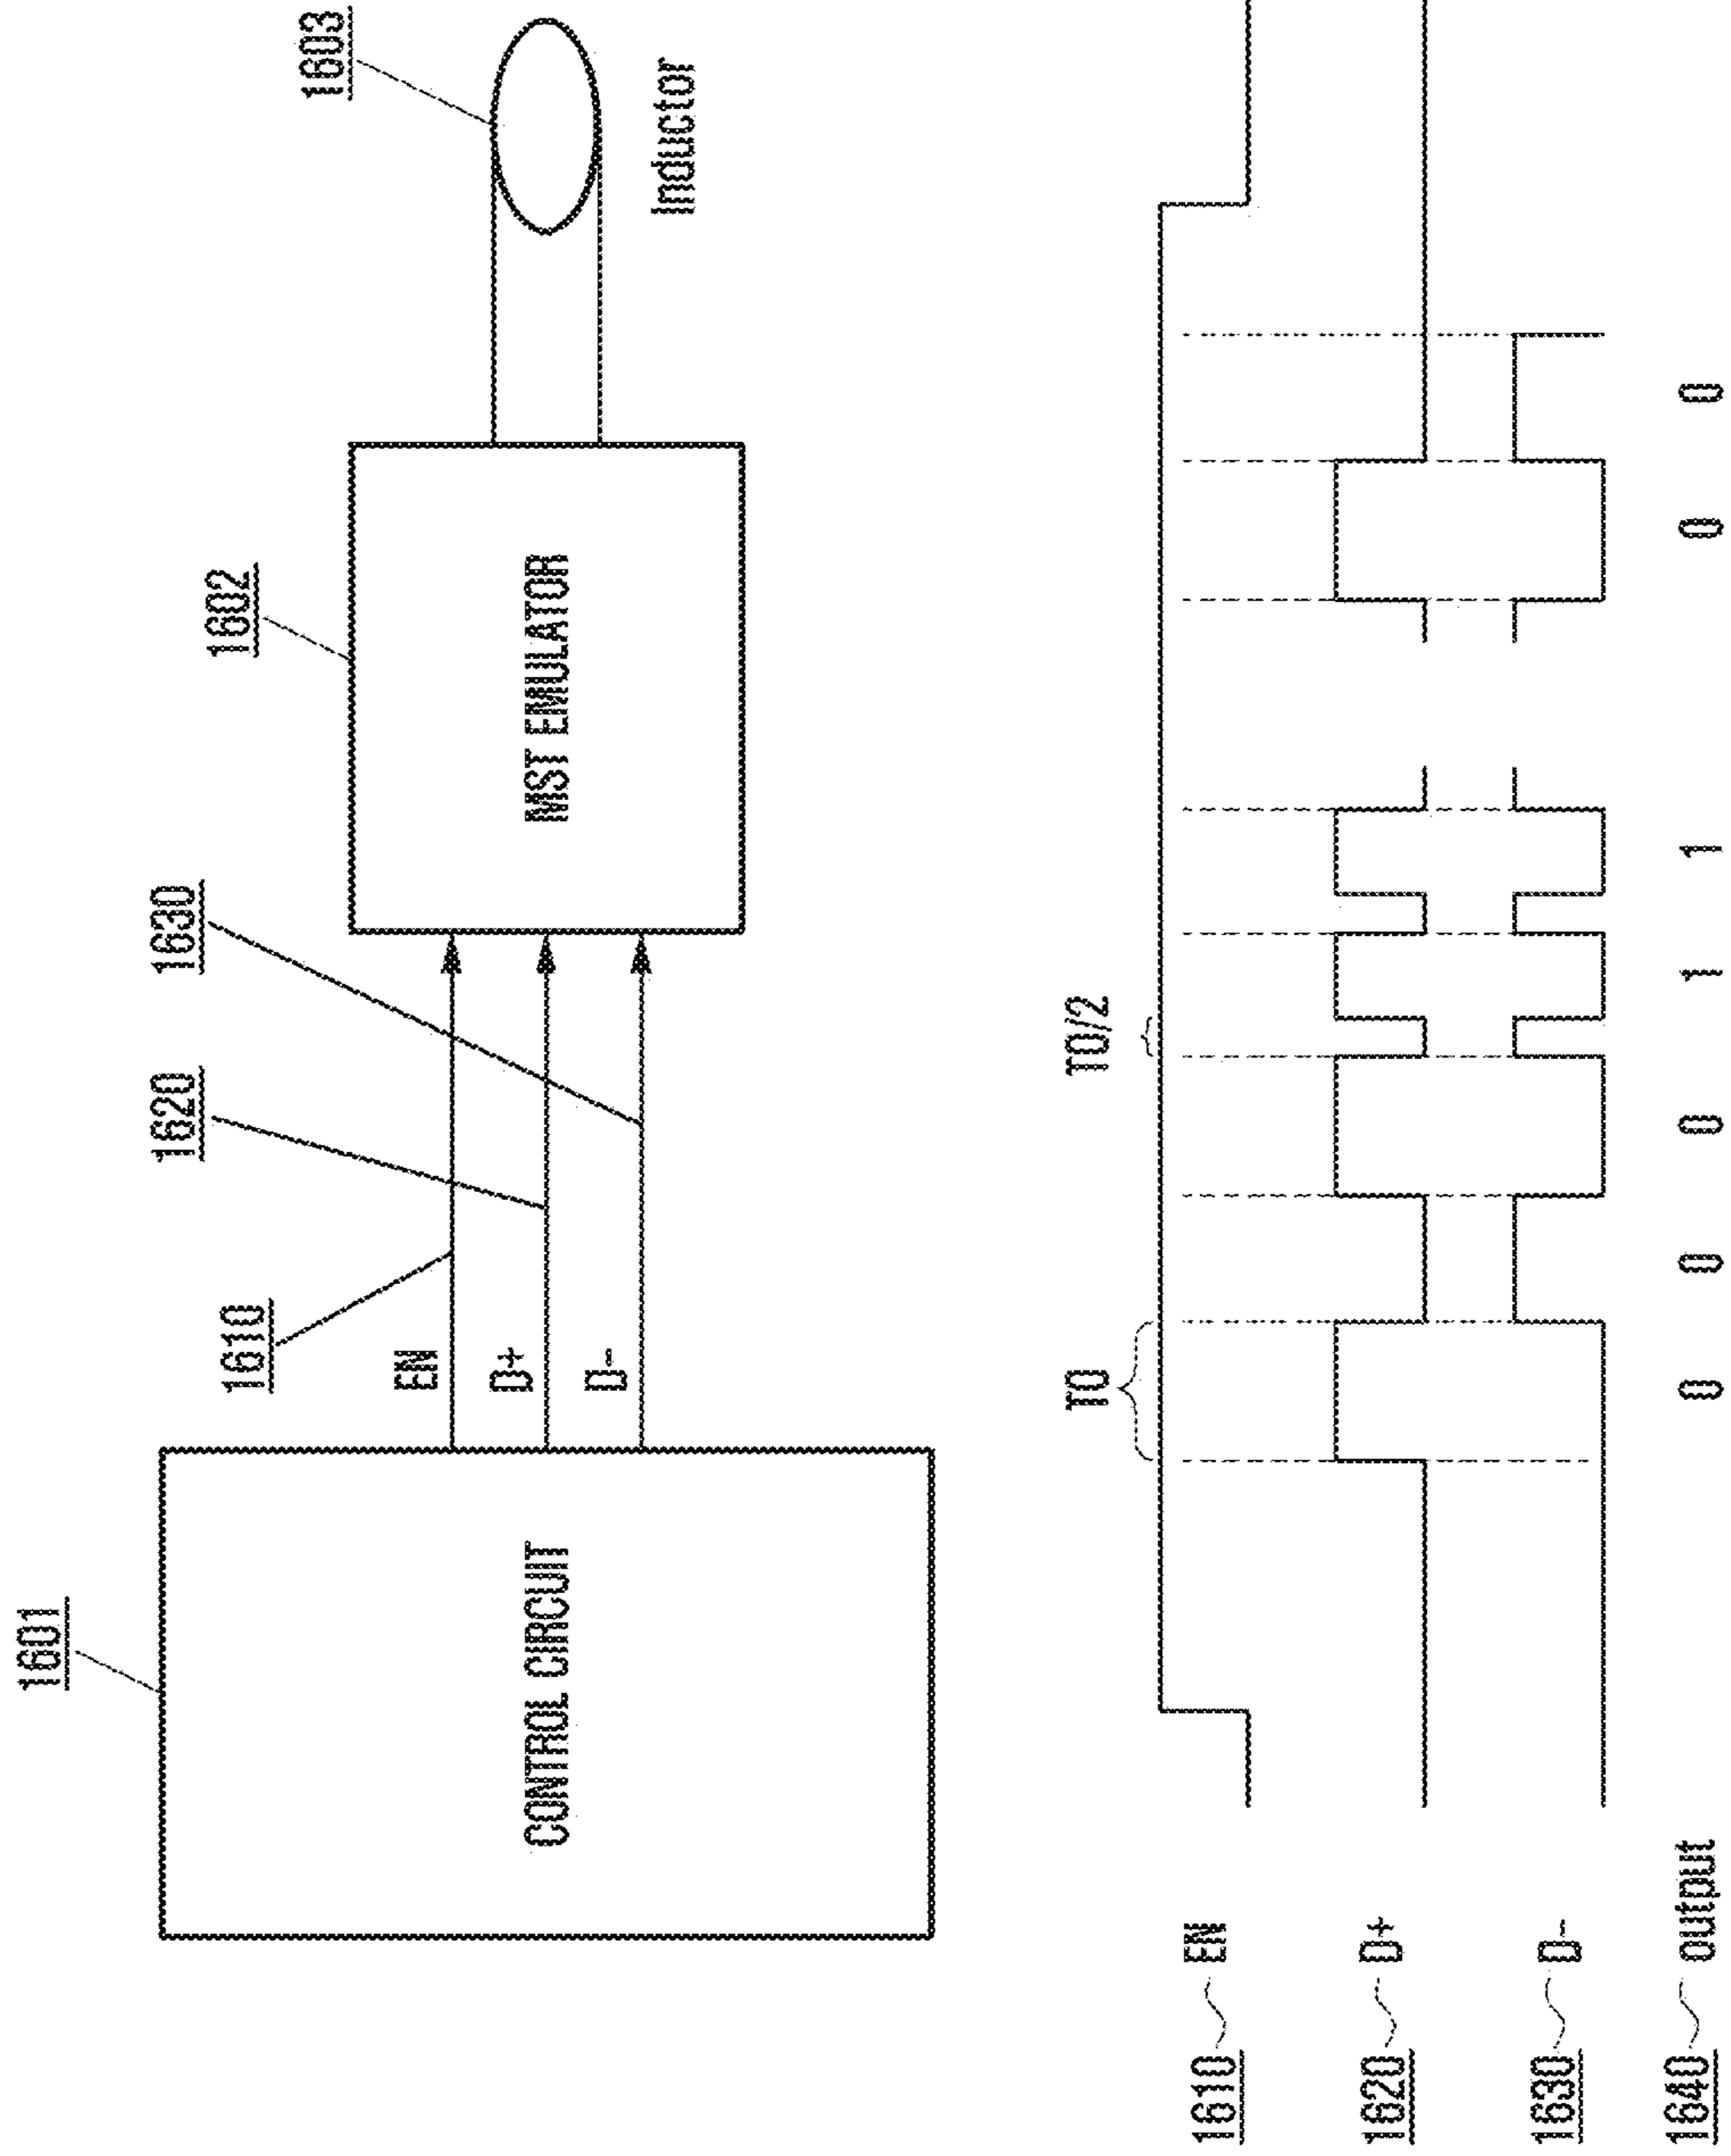 1601
1602
1603
1610
1620
1630
CONTROL CIRCUIT
EN
D+
D-
MST EMULATOR
Inductor
T0
T0/2
1610 EN
1620 D+
1630 D-
1640 output 0 0 0 1 1 0 0